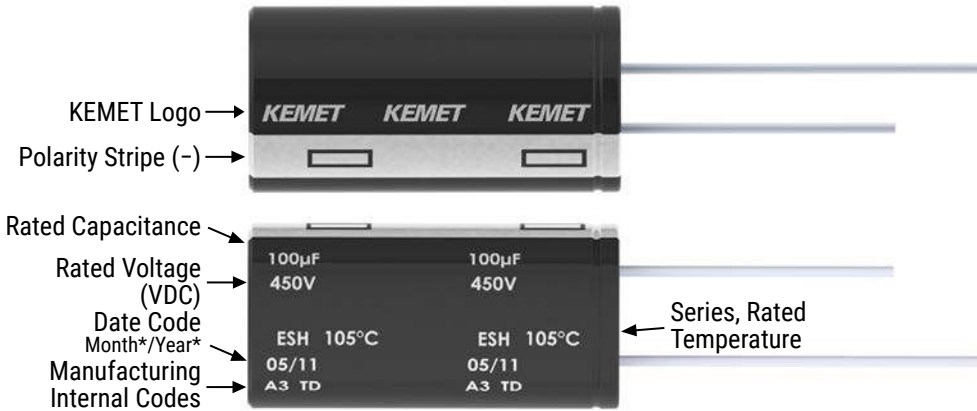 KEMET Logo
KEMET KEMET KEMET
Polarity Stripe (−)
Rated Capacitance
100µF 100µF
Rated Voltage
(VDC)
450V 450V
Date Code
Month*/Year*
ESH 105°C ESH 105°C
05/11 05/11
Manufacturing
Internal Codes
A3 TD A3 TD
Series, Rated
Temperature